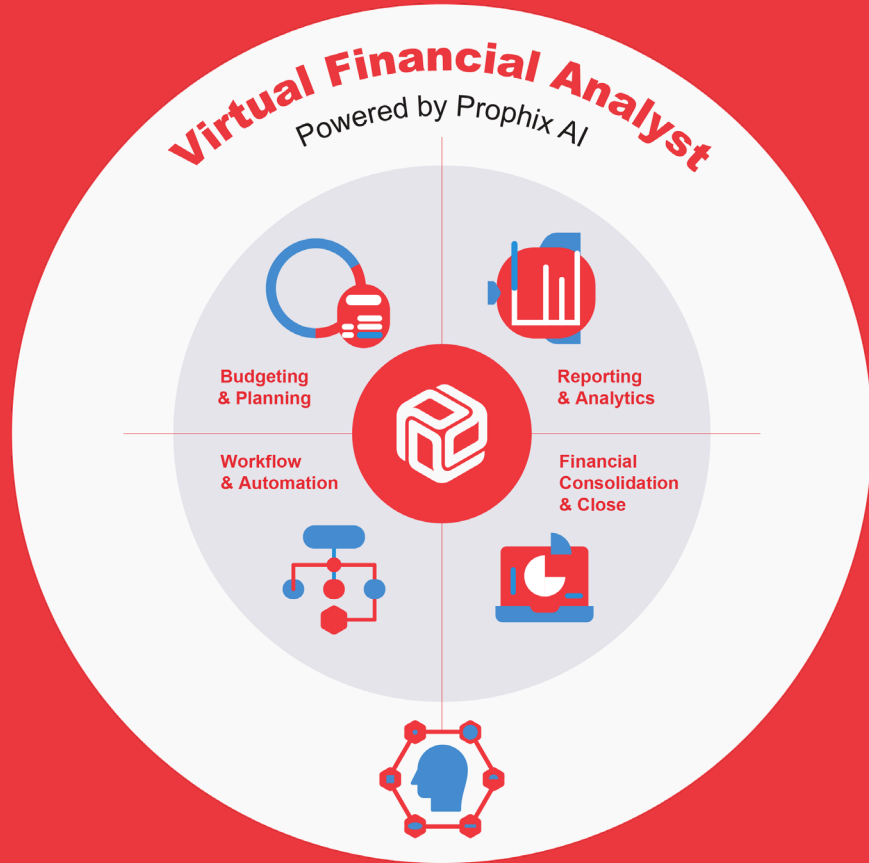 Virtual Financial Analyst
Powered by Prophix AI
Budgeting
& Planning
Reporting
& Analytics
Workflow
& Automation
Financial
Consolidation
& Close